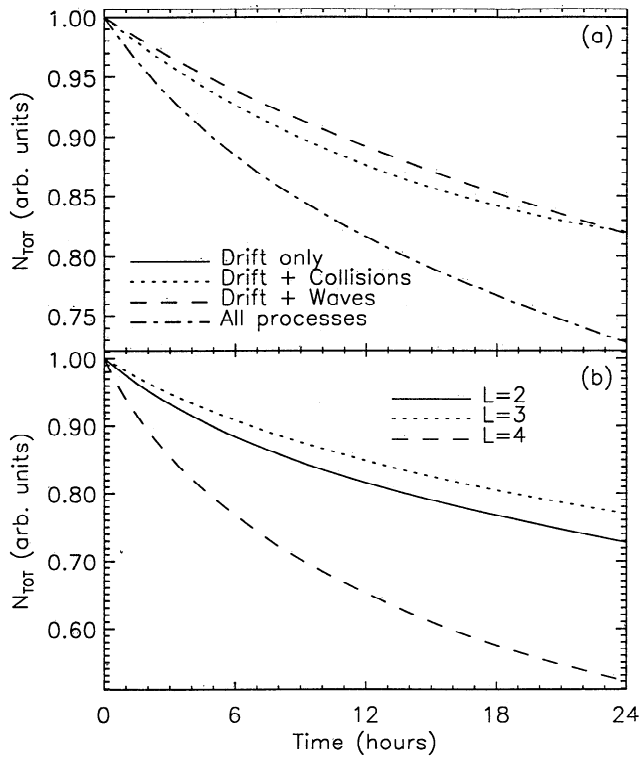 (a)
1.00
0.95
0.90
0.85
0.80
0.75
N_TOT (arb. units)
Drift only
Drift + Collisions
Drift + Waves
All processes
(b)
1.00
0.90
0.80
0.70
0.60
N_TOT (arb. units)
L=2
L=3
L=4
0 6 12 18 24
Time (hours)